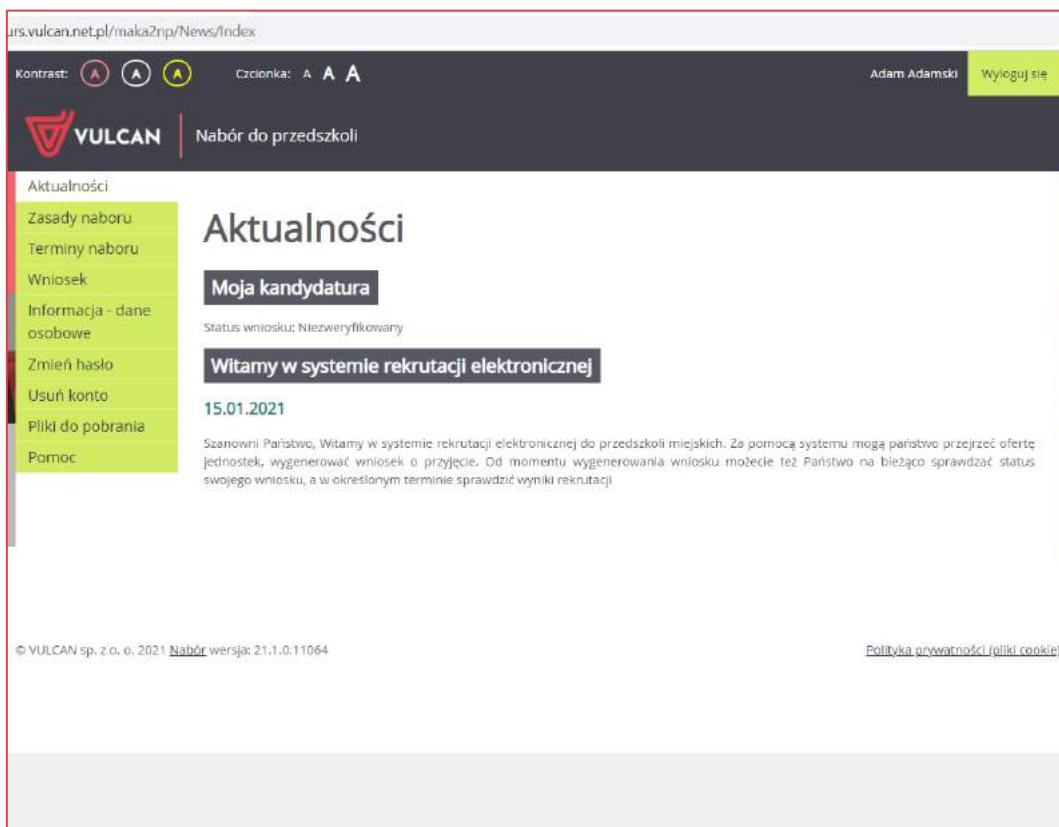 urs.vulcan.net.pl/maka2np/News/Index
Kontrast: A A A Czcionka: A A A Adam Adamski Wyloguj się
VULCAN Nabór do przedszkoli
Aktualności
Zasady naboru
Terminy naboru
Wniosek
Informacja - dane
osobowe
Zmień hasło
Usuń konto
Pliki do pobrania
Pomoc
Aktualności
Moja kandydatura
Status wniosku: Niezweryfikowany
Witamy w systemie rekrutacji elektronicznej
15.01.2021
Szanowni Państwo, Witamy w systemie rekrutacji elektronicznej do przedszkoli miejskich. Za pomocą systemu mogą państwo przejrzeć ofertę
jednostek, wygenerować wniosek o przyjęcie. Od momentu wygenerowania wniosku możecie też Państwo na bieżąco sprawdzać status
swojego wniosku, a w określonym terminie sprawdzić wyniki rekrutacji
© VULCAN sp. z o. o. 2021 Nabór wersja: 21.1.0.11064 Polityka prywatności (pliki cookie)